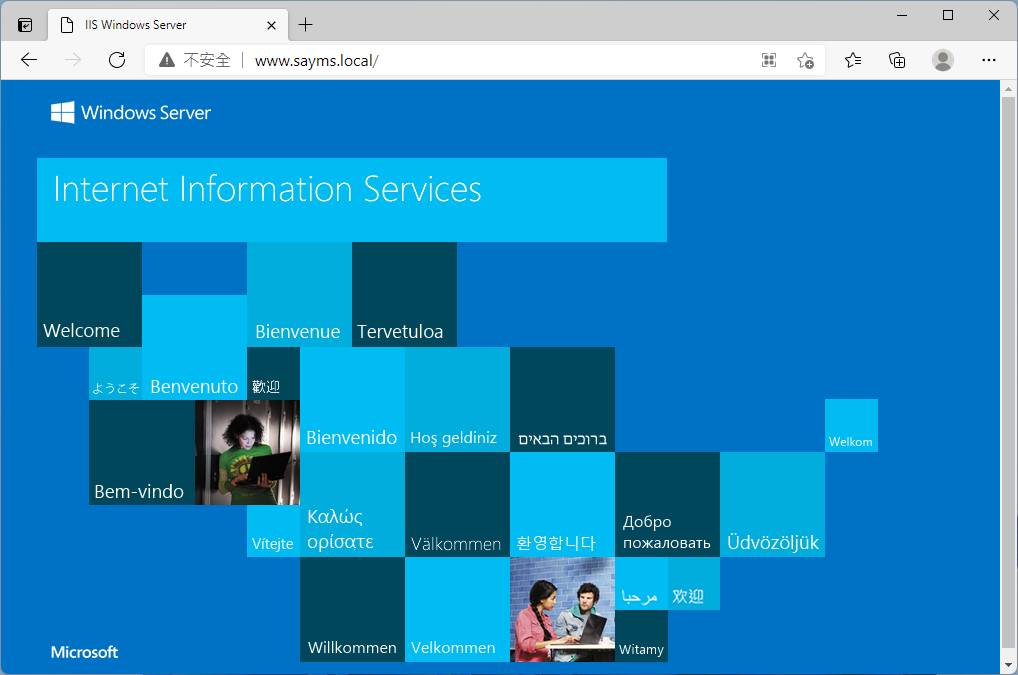 IIS Windows Server
不安全
www.sayms.local/
Windows Server
Internet Information Services
Welcome
Bienvenue
Tervetuloa
ようこそ
Benvenuto
歡迎
Bienvenido
Hoş geldiniz
ברוכים הבאים
Welkom
Bem-vindo
Vítejte
Καλώς
ορίσατε
Välkommen
환영합니다
Добро
пожаловать
Üdvözöljük
Willkommen
Velkommen
مرحبا
欢迎
Witamy
Microsoft